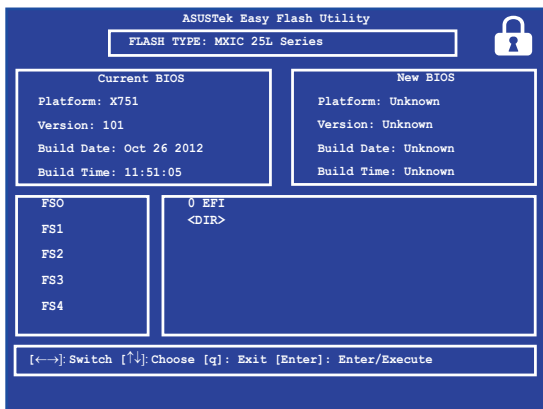 ASUSTek Easy Flash Utility
FLASH TYPE: MXIC 25L Series
Current BIOS
Platform: X751
Version: 101
Build Date: Oct 26 2012
Build Time: 11:51:05
New BIOS
Platform: Unknown
Version: Unknown
Build Date: Unknown
Build Time: Unknown
FSO
FS1
FS2
FS3
FS4
0 EFI
<DIR>
[←→]: Switch [↑↓]: Choose [q]: Exit [Enter]: Enter/Execute